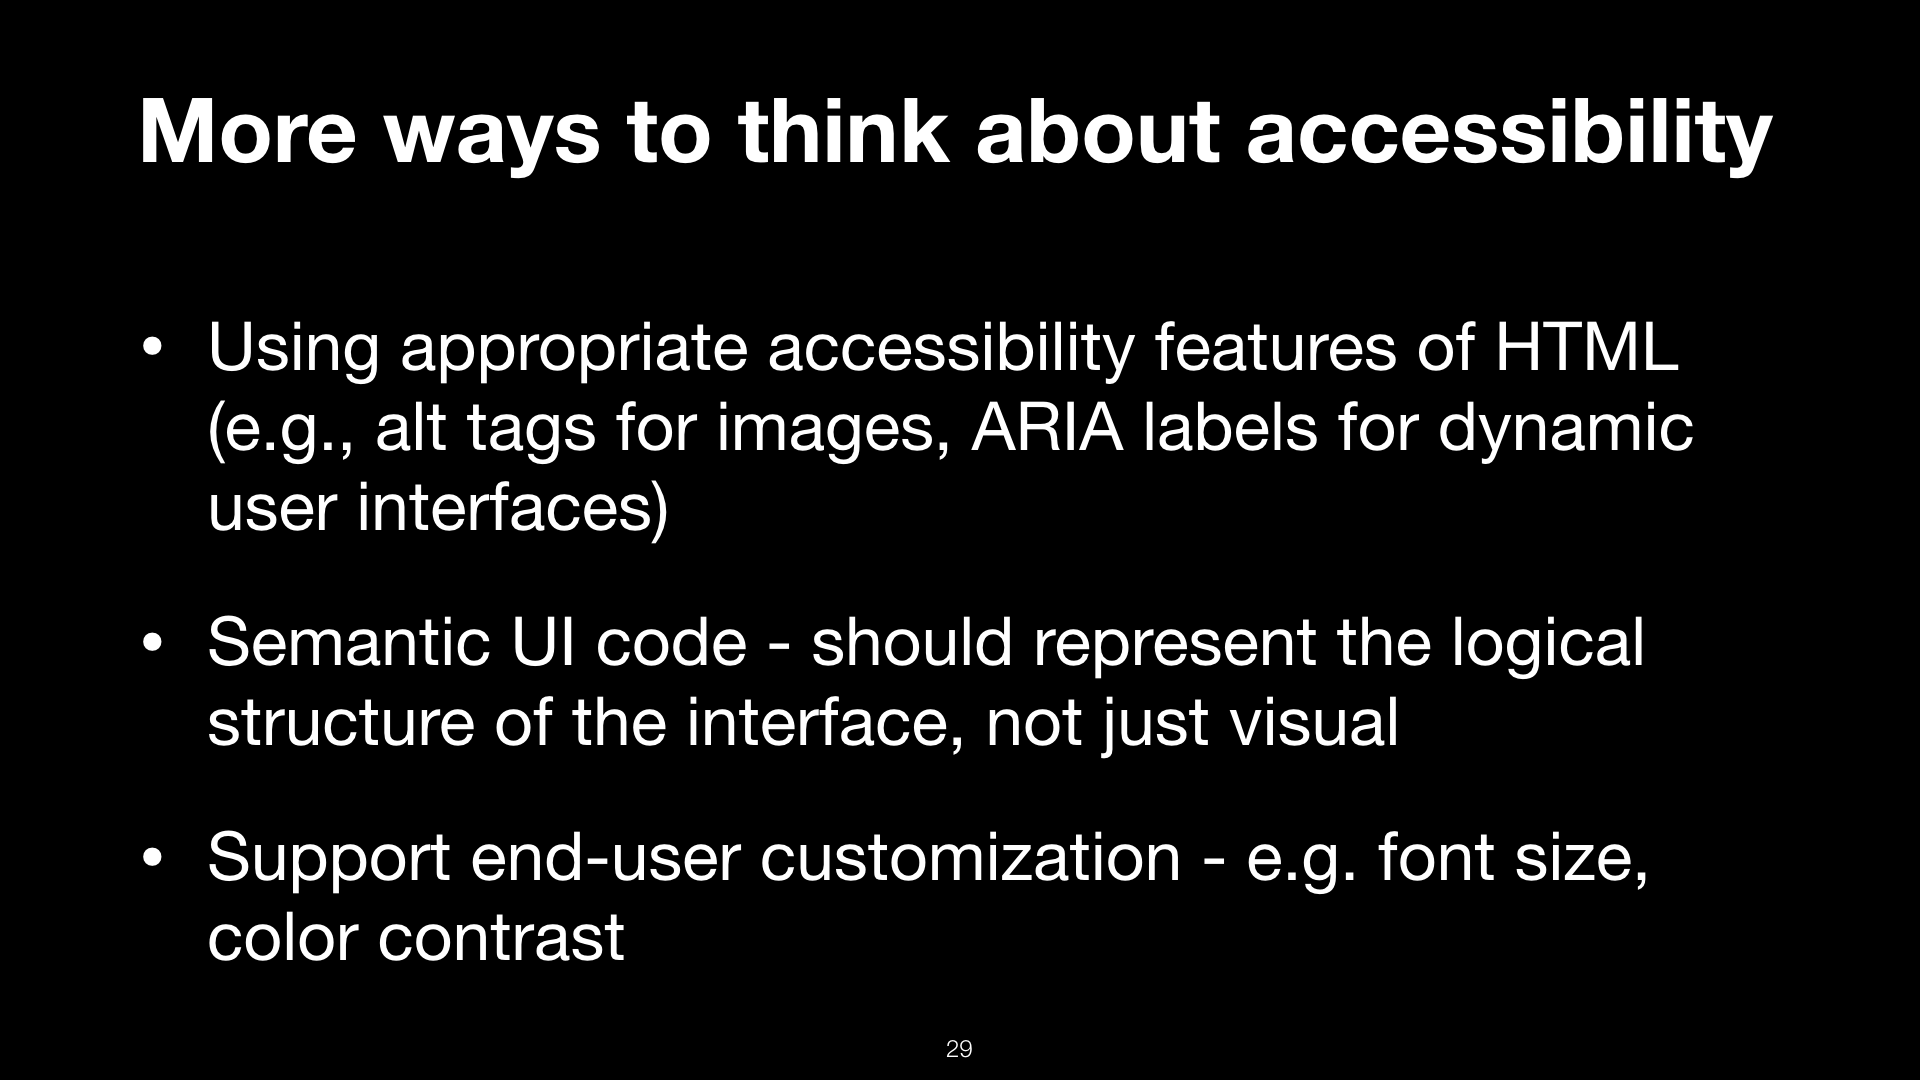 More ways to think about accessibility
• Using appropriate accessibility features of HTML
(e.g., alt tags for images, ARIA labels for dynamic
user interfaces)
• Semantic UI code - should represent the logical
structure of the interface, not just visual
• Support end-user customization - e.g. font size,
color contrast
29